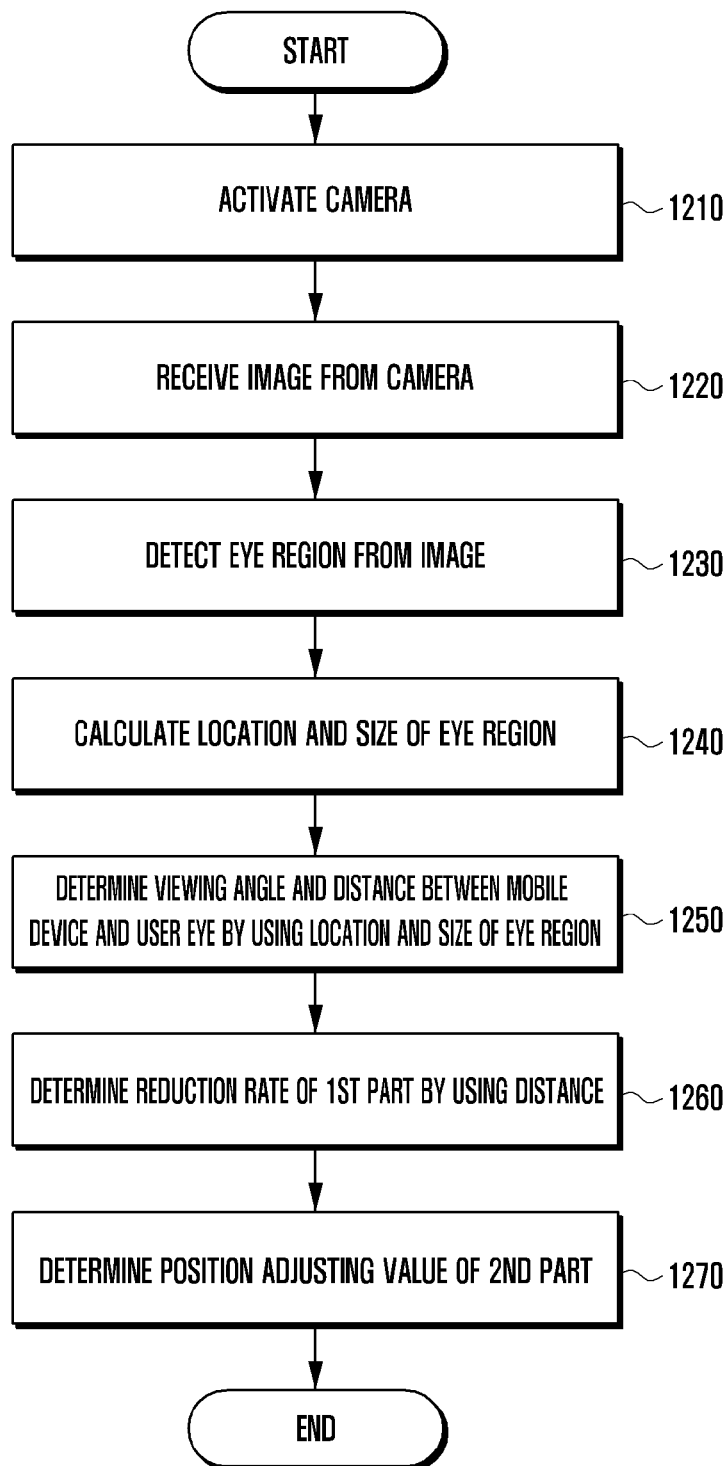 START
ACTIVATE CAMERA
1210
RECEIVE IMAGE FROM CAMERA
1220
DETECT EYE REGION FROM IMAGE
1230
CALCULATE LOCATION AND SIZE OF EYE REGION
1240
DETERMINE VIEWING ANGLE AND DISTANCE BETWEEN MOBILE
DEVICE AND USER EYE BY USING LOCATION AND SIZE OF EYE REGION
1250
DETERMINE REDUCTION RATE OF 1ST PART BY USING DISTANCE
1260
DETERMINE POSITION ADJUSTING VALUE OF 2ND PART
1270
END